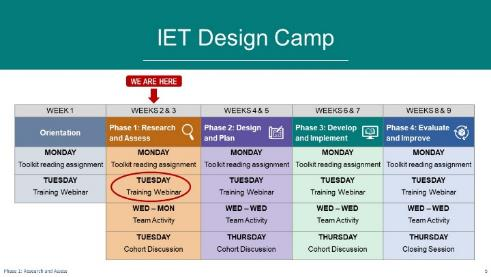 IET Design Camp
WE ARE HERE
WEEK 1 WEEKS 2 & 3 WEEKS 4 & 5 WEEKS 6 & 7 WEEKS 8 & 9
Orientation
Phase 1: Research
and Assess
Phase 2: Design
and Plan
Phase 3: Develop
and Implement
Phase 4: Evaluate
and Improve
MONDAY MONDAY MONDAY MONDAY MONDAY
Toolkit reading assignment Toolkit reading assignment Toolkit reading assignment Toolkit reading assignment Toolkit reading assignment
TUESDAY TUESDAY TUESDAY TUESDAY TUESDAY
Training Webinar Training Webinar Training Webinar Training Webinar Training Webinar
WED – MON WED – WED WED – WED WED – WED
Team Activity Team Activity Team Activity Team Activity
TUESDAY THURSDAY THURSDAY THURSDAY
Cohort Discussion Cohort Discussion Cohort Discussion Closing Session
Phase 1: Research and Assess